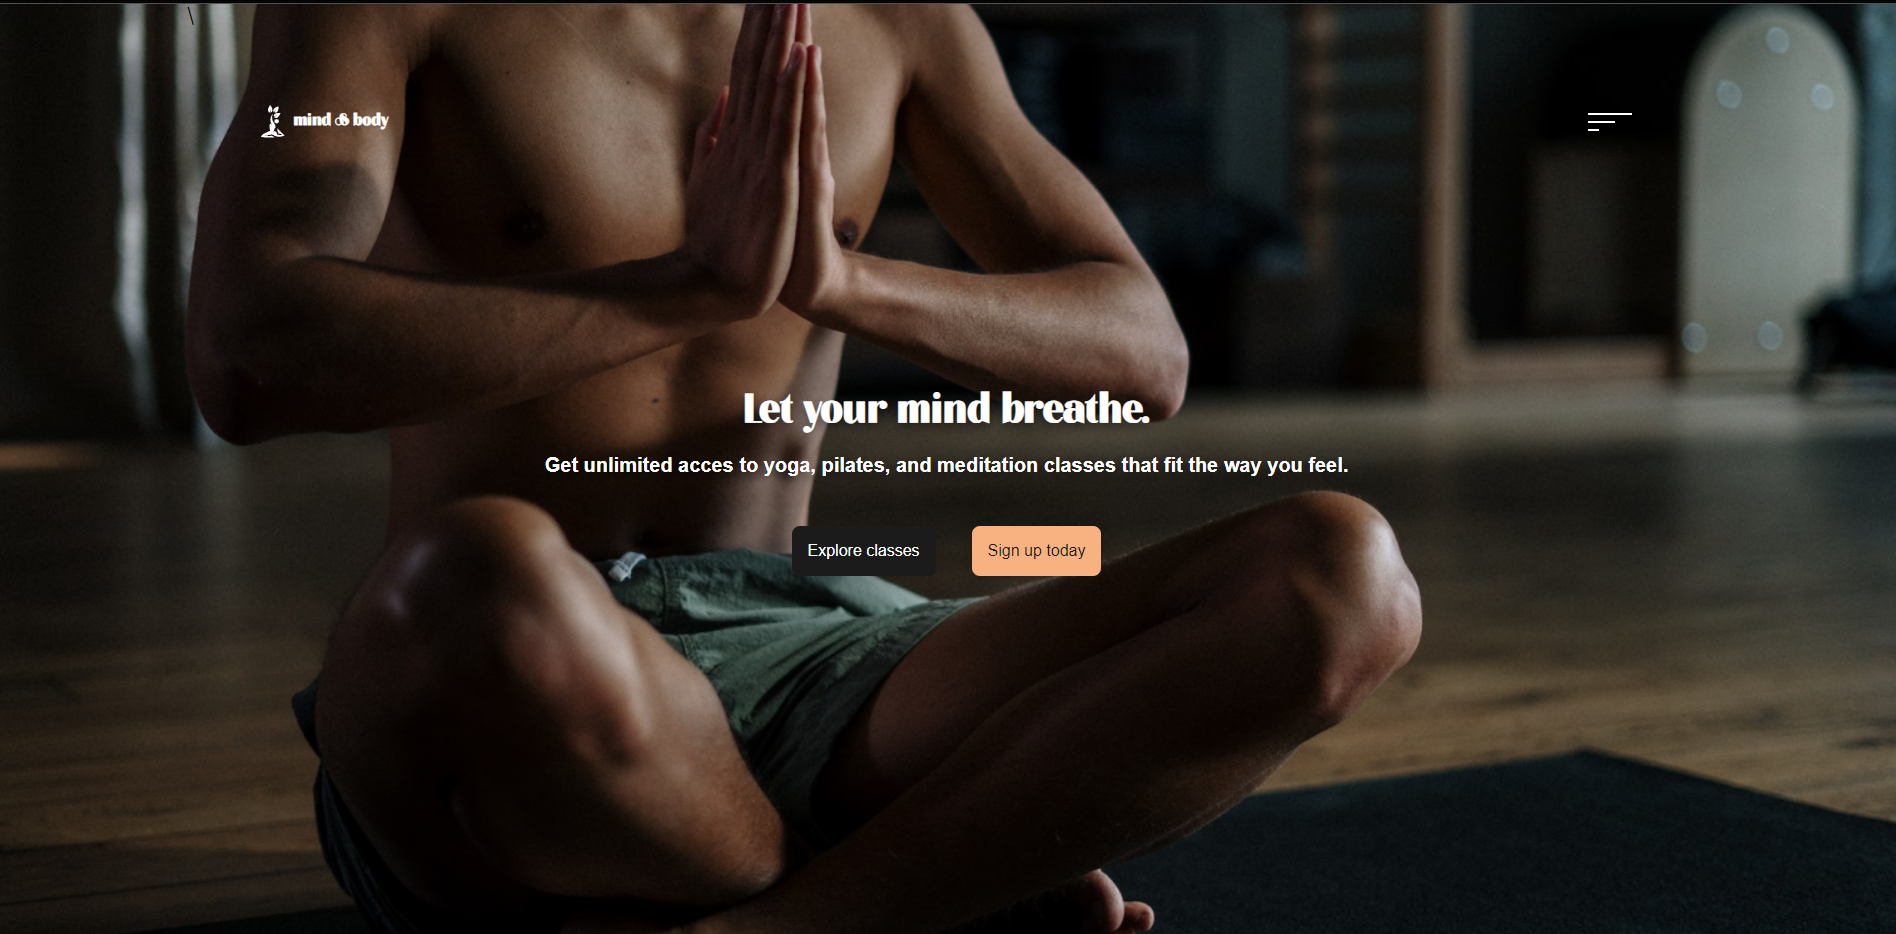 \
mind & body
Let your mind breathe.
Get unlimited acces to yoga, pilates, and meditation classes that fit the way you feel.
Explore classes
Sign up today